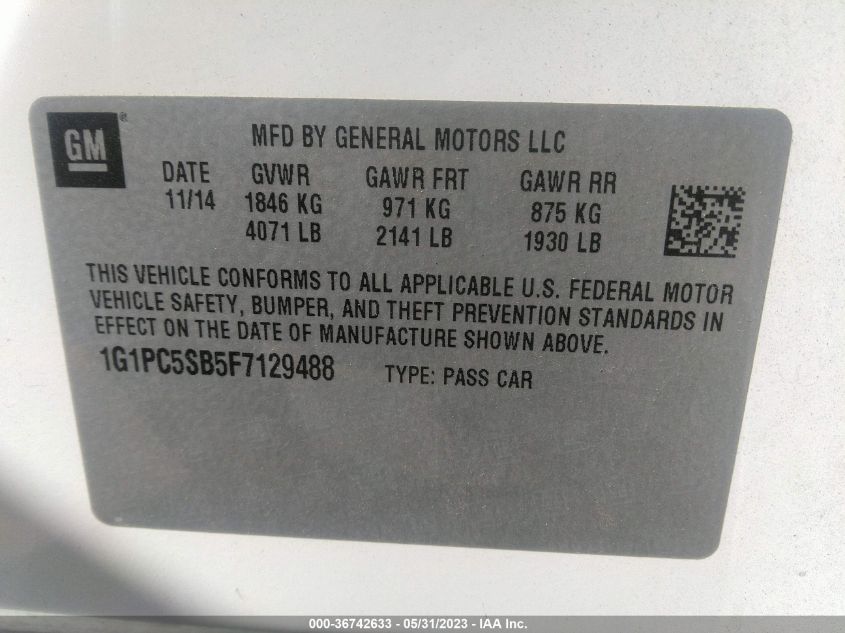 GM®
MFD BY GENERAL MOTORS LLC
DATE GVWR GAWR FRT GAWR RR
11/14 1846 KG 971 KG 875 KG
4071 LB 2141 LB 1930 LB
THIS VEHICLE CONFORMS TO ALL APPLICABLE U.S. FEDERAL MOTOR
VEHICLE SAFETY, BUMPER, AND THEFT PREVENTION STANDARDS IN
EFFECT ON THE DATE OF MANUFACTURE SHOWN ABOVE.
1G1PC5SB5F7129488 TYPE: PASS CAR
000-36742633 - 05/31/2023 - IAA Inc.